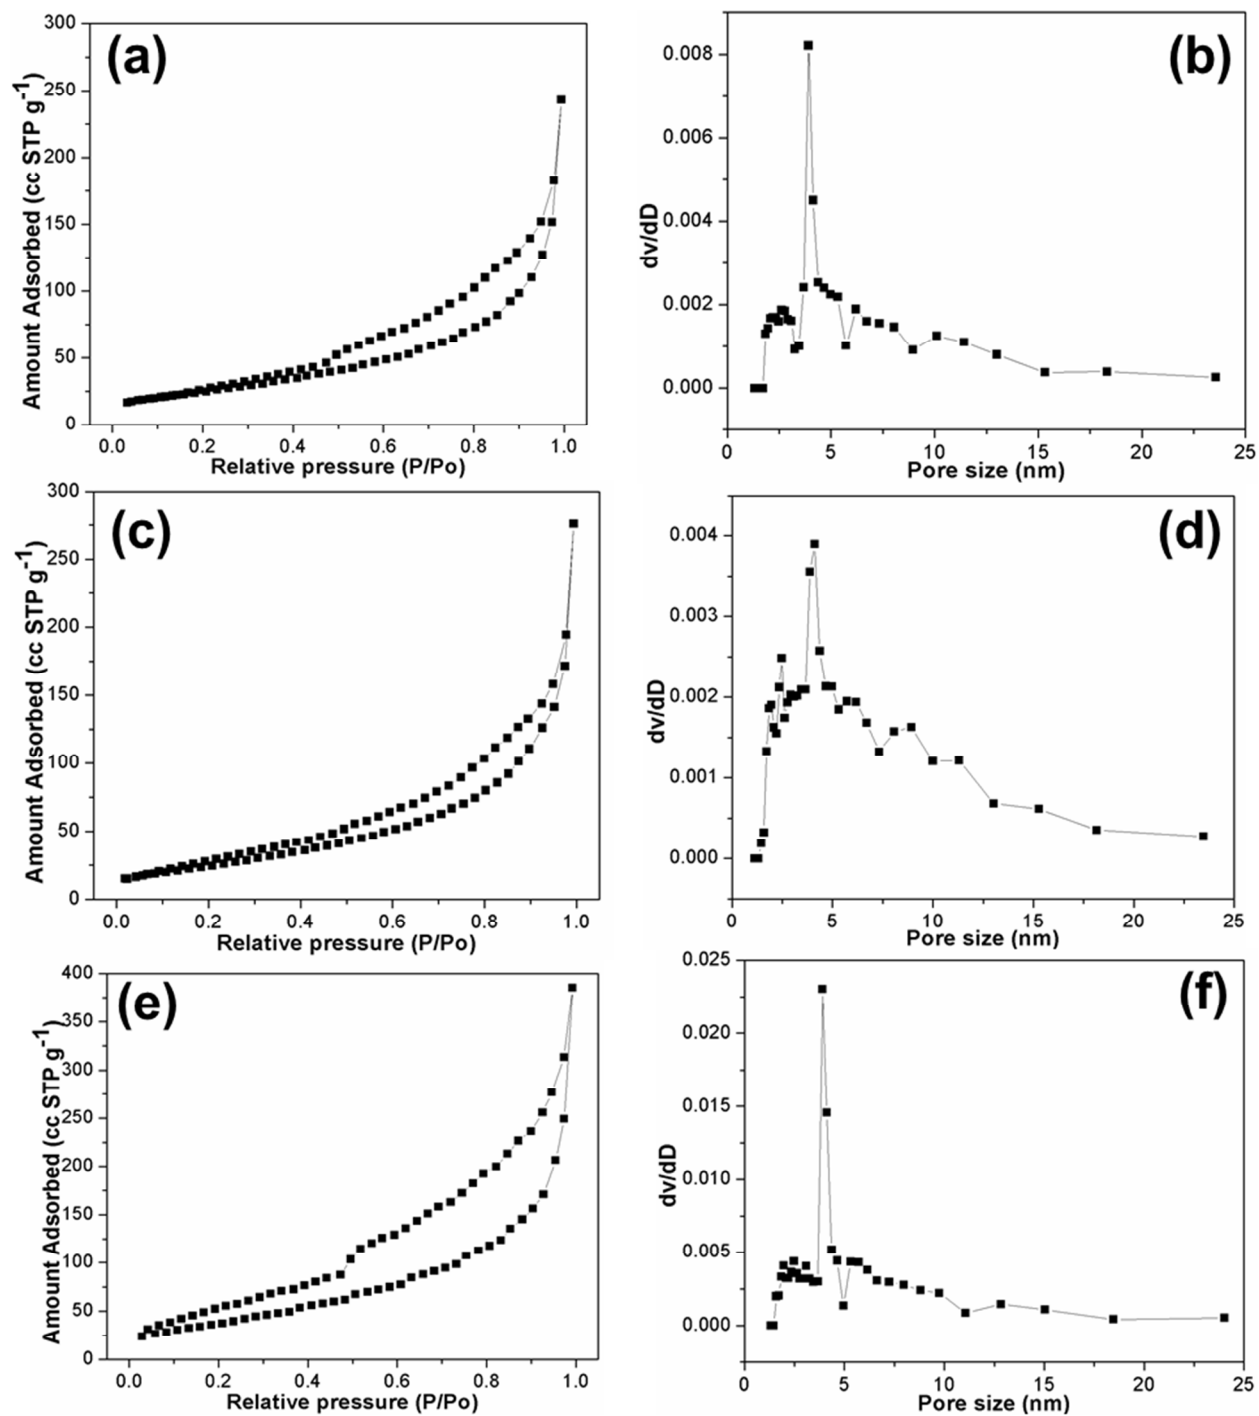 (a)
300
250
200
150
100
50
0
Amount Adsorbed (cc STP g-1)
0.0 0.2 0.4 0.6 0.8 1.0
Relative pressure (P/Po)
(b)
0.008
0.006
0.004
0.002
0.000
dv/dD
0 5 10 15 20 25
Pore size (nm)
(c)
300
250
200
150
100
50
0
Amount Adsorbed (cc STP g-1)
0.0 0.2 0.4 0.6 0.8 1.0
Relative pressure (P/Po)
(d)
0.004
0.003
0.002
0.001
0.000
dv/dD
0 5 10 15 20 25
Pore size (nm)
(e)
400
350
300
250
200
150
100
50
0
Amount Adsorbed (cc STP g-1)
0.0 0.2 0.4 0.6 0.8 1.0
Relative pressure (P/Po)
(f)
0.025
0.020
0.015
0.010
0.005
0.000
dv/dD
0 5 10 15 20 25
Pore size (nm)